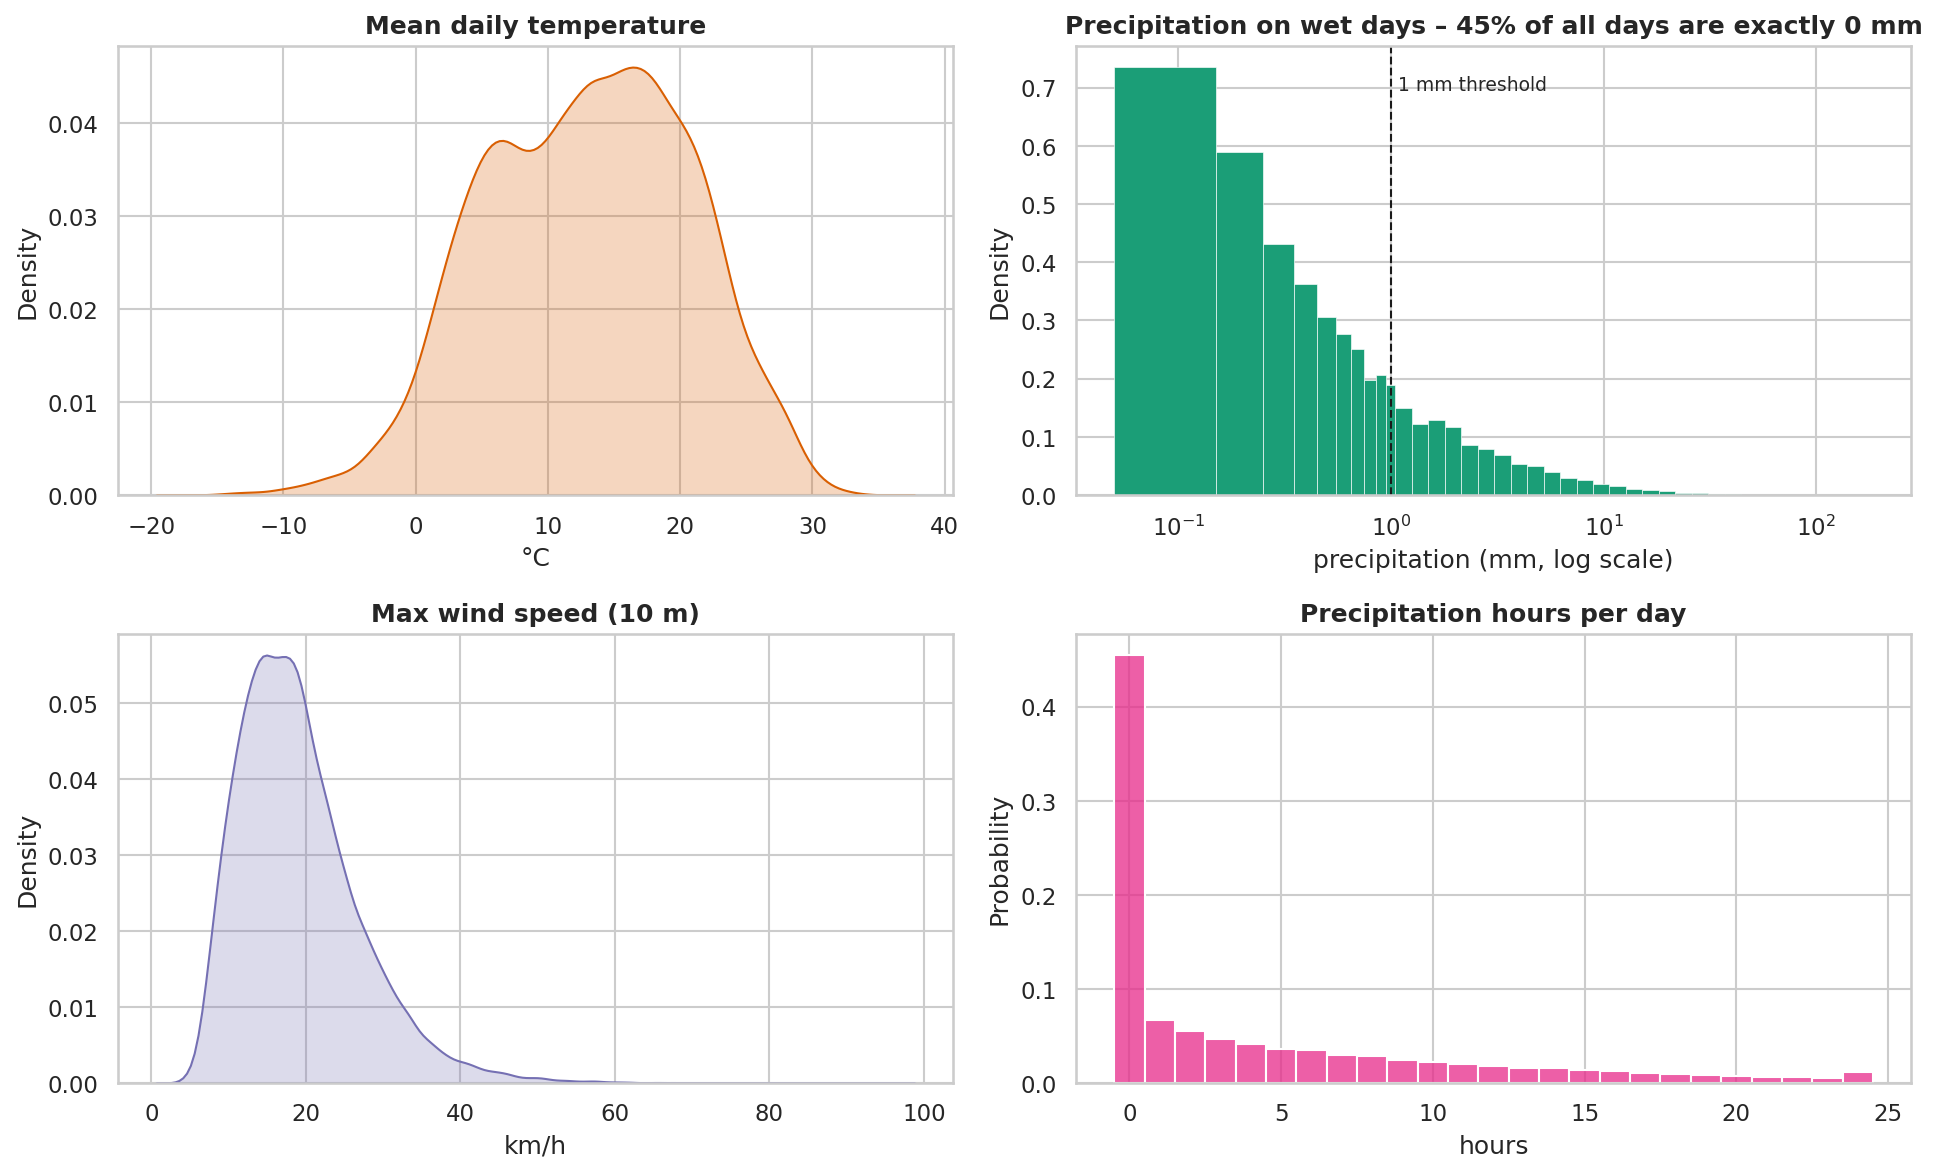 Mean daily temperature
Density
0.04
0.03
0.02
0.01
0.00
−20 −10 0 10 20 30 40
°C
Precipitation on wet days – 45% of all days are exactly 0 mm
1 mm threshold
Density
0.7
0.6
0.5
0.4
0.3
0.2
0.1
0.0
10⁻¹ 10⁰ 10¹ 10²
precipitation (mm, log scale)
Max wind speed (10 m)
Density
0.05
0.04
0.03
0.02
0.01
0.00
0 20 40 60 80 100
km/h
Precipitation hours per day
Probability
0.4
0.3
0.2
0.1
0.0
0 5 10 15 20 25
hours